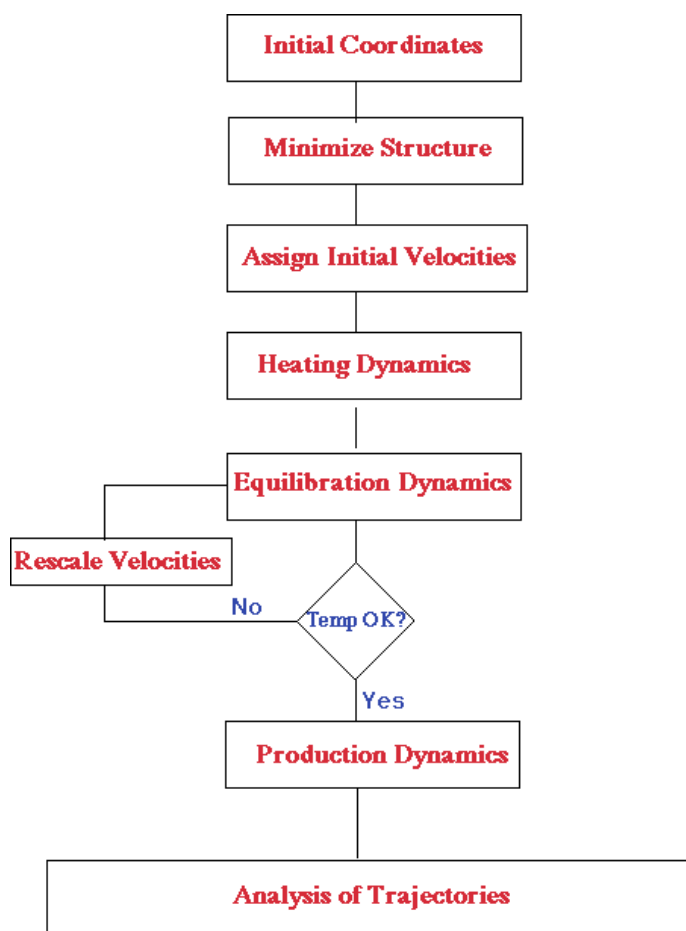 Initial Coordinates
Minimize Structure
Assign Initial Velocities
Heating Dynamics
Equilibration Dynamics
Rescale Velocities
No
Temp OK?
Yes
Production Dynamics
Analysis of Trajectories